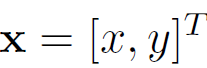 𝐱 = [x, y]^T